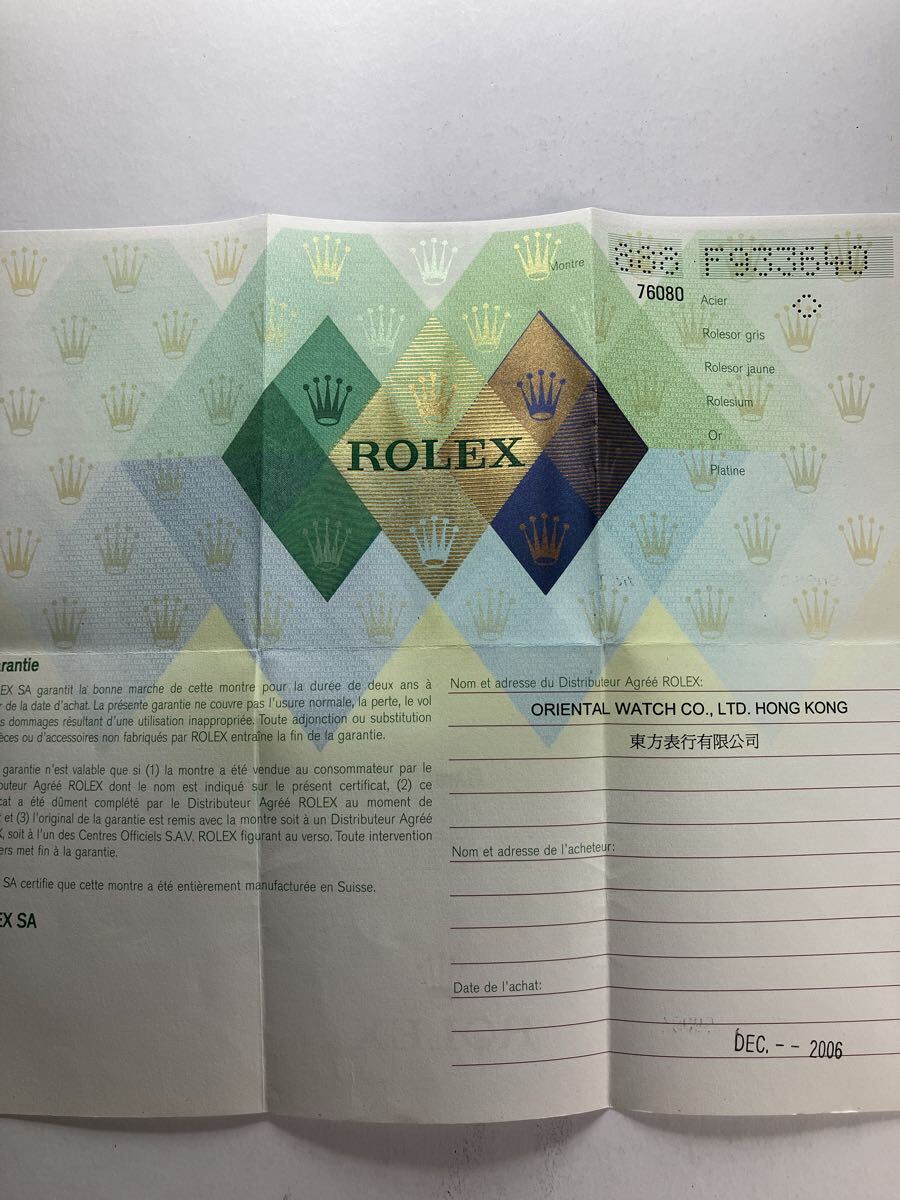 Montre
888 F933640
76080
Acier
Rolesor gris
Rolesor jaune
Rolesium
Or
Platine
ROLEX
arantie
EX SA garantit la bonne marche de cette montre pour la durée de deux ans à
r de la date d'achat. La présente garantie ne couvre pas l'usure normale, la perte, le vol
s dommages résultant d'une utilisation inappropriée. Toute adjonction ou substitution
èces ou d'accessoires non fabriqués par ROLEX entraîne la fin de la garantie.
garantie n'est valable que si (1) la montre a été vendue au consommateur par le
buteur Agréé ROLEX dont le nom est indiqué sur le présent certificat, (2) ce
cat a été dûment complété par le Distributeur Agréé ROLEX au moment de
t et (3) l'original de la garantie est remis avec la montre soit à un Distributeur Agréé
X, soit à l'un des Centres Officiels S.A.V. ROLEX figurant au verso. Toute intervention
ers met fin à la garantie.
SA certifie que cette montre a été entièrement manufacturée en Suisse.
EX SA
Nom et adresse du Distributeur Agréé ROLEX:
ORIENTAL WATCH CO., LTD. HONG KONG
東方表行有限公司
Nom et adresse de l'acheteur:
Date de l'achat:
DEC. -- 2006